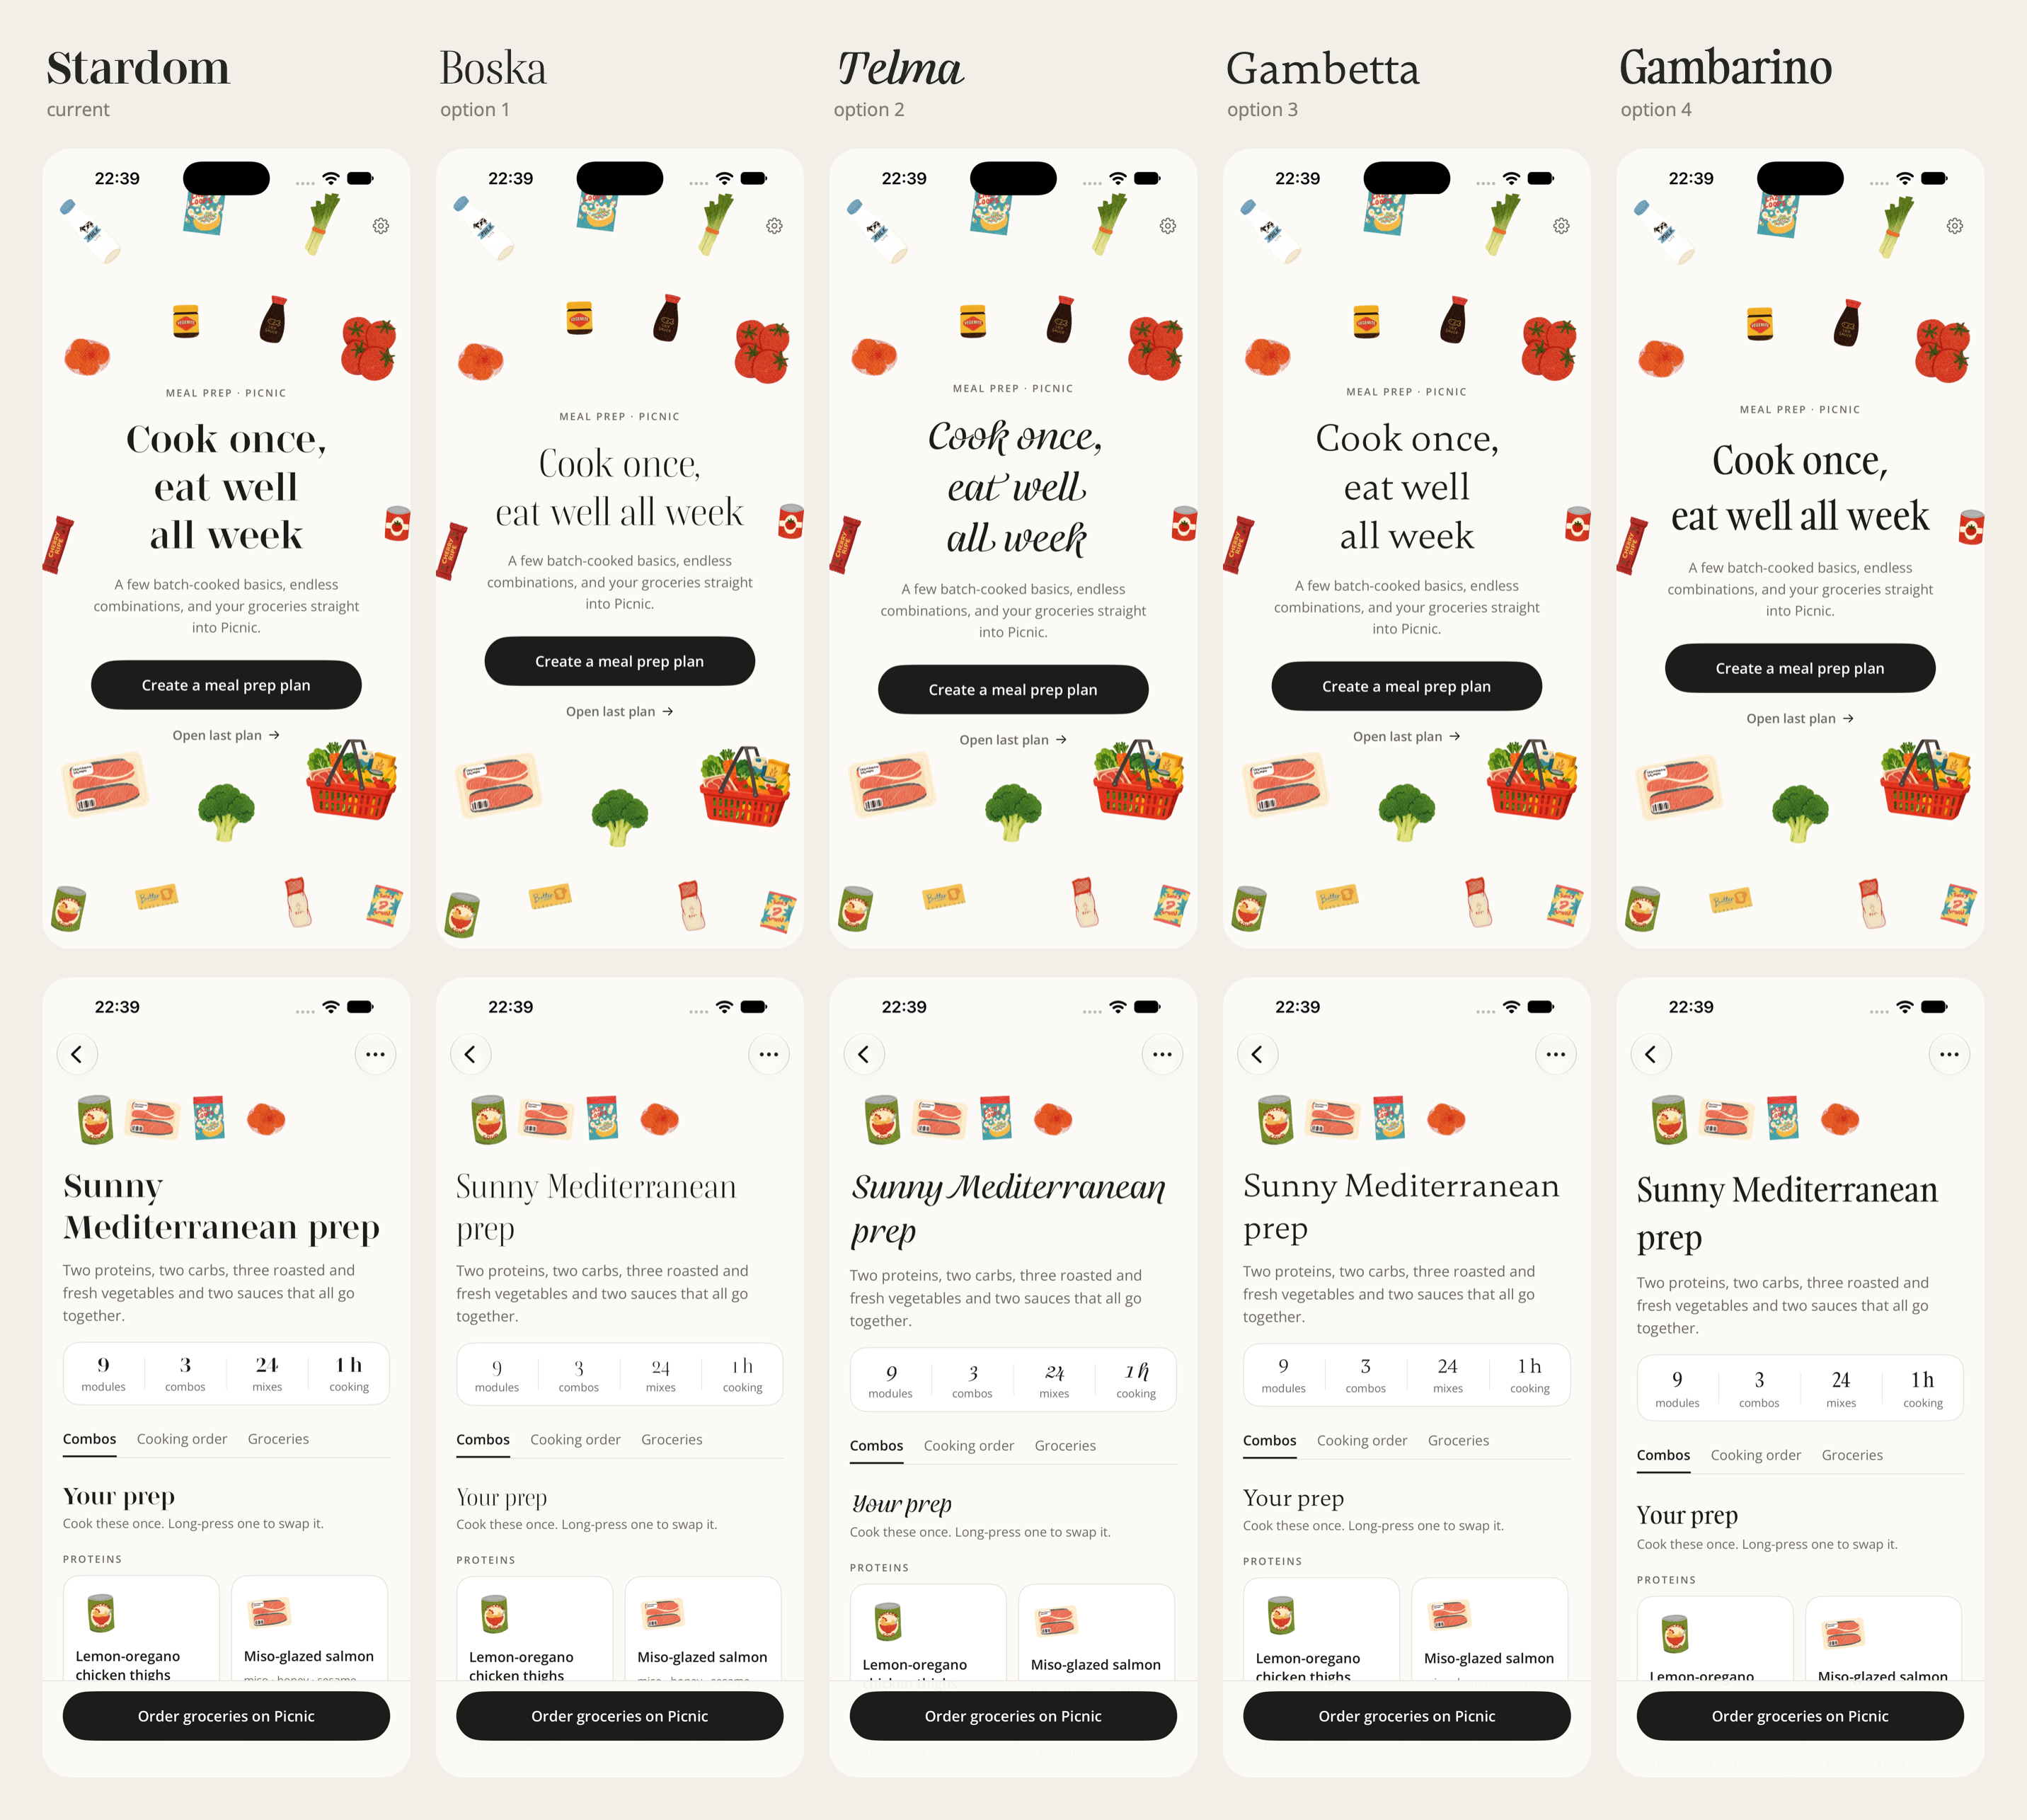 Stardom
current
Boska
option 1
Telma
option 2
Gambetta
option 3
Gambarino
option 4
22:39
MEAL PREP · PICNIC
Cook once,
eat well
all week
A few batch-cooked basics, endless
combinations, and your groceries straight
into Picnic.
Create a meal prep plan
Open last plan →
22:39
MEAL PREP · PICNIC
Cook once,
eat well all week
A few batch-cooked basics, endless
combinations, and your groceries straight
into Picnic.
Create a meal prep plan
Open last plan →
22:39
MEAL PREP · PICNIC
Cook once,
eat well
all week
A few batch-cooked basics, endless
combinations, and your groceries straight
into Picnic.
Create a meal prep plan
Open last plan →
22:39
MEAL PREP · PICNIC
Cook once,
eat well
all week
A few batch-cooked basics, endless
combinations, and your groceries straight
into Picnic.
Create a meal prep plan
Open last plan →
22:39
MEAL PREP · PICNIC
Cook once,
eat well all week
A few batch-cooked basics, endless
combinations, and your groceries straight
into Picnic.
Create a meal prep plan
Open last plan →
22:39
Sunny
Mediterranean prep
Two proteins, two carbs, three roasted and
fresh vegetables and two sauces that all go
together.
9 3 24 1 h
modules combos mixes cooking
Combos Cooking order Groceries
Your prep
Cook these once. Long-press one to swap it.
PROTEINS
Lemon-oregano
chicken thighs
Miso-glazed salmon
miso · honey · sesame
Order groceries on Picnic
22:39
Sunny Mediterranean
prep
Two proteins, two carbs, three roasted and
fresh vegetables and two sauces that all go
together.
9 3 24 1 h
modules combos mixes cooking
Combos Cooking order Groceries
Your prep
Cook these once. Long-press one to swap it.
PROTEINS
Lemon-oregano
chicken thighs
Miso-glazed salmon
miso · honey · sesame
Order groceries on Picnic
22:39
Sunny Mediterranean
prep
Two proteins, two carbs, three roasted and
fresh vegetables and two sauces that all go
together.
9 3 24 1 h
modules combos mixes cooking
Combos Cooking order Groceries
Your prep
Cook these once. Long-press one to swap it.
PROTEINS
Lemon-oregano
chicken thighs
Miso-glazed salmon
Order groceries on Picnic
22:39
Sunny Mediterranean
prep
Two proteins, two carbs, three roasted and
fresh vegetables and two sauces that all go
together.
9 3 24 1 h
modules combos mixes cooking
Combos Cooking order Groceries
Your prep
Cook these once. Long-press one to swap it.
PROTEINS
Lemon-oregano
chicken thighs
Miso-glazed salmon
Order groceries on Picnic
22:39
Sunny Mediterranean
prep
Two proteins, two carbs, three roasted and
fresh vegetables and two sauces that all go
together.
9 3 24 1 h
modules combos mixes cooking
Combos Cooking order Groceries
Your prep
Cook these once. Long-press one to swap it.
PROTEINS
Lemon-oregano
Miso-glazed salmon
Order groceries on Picnic